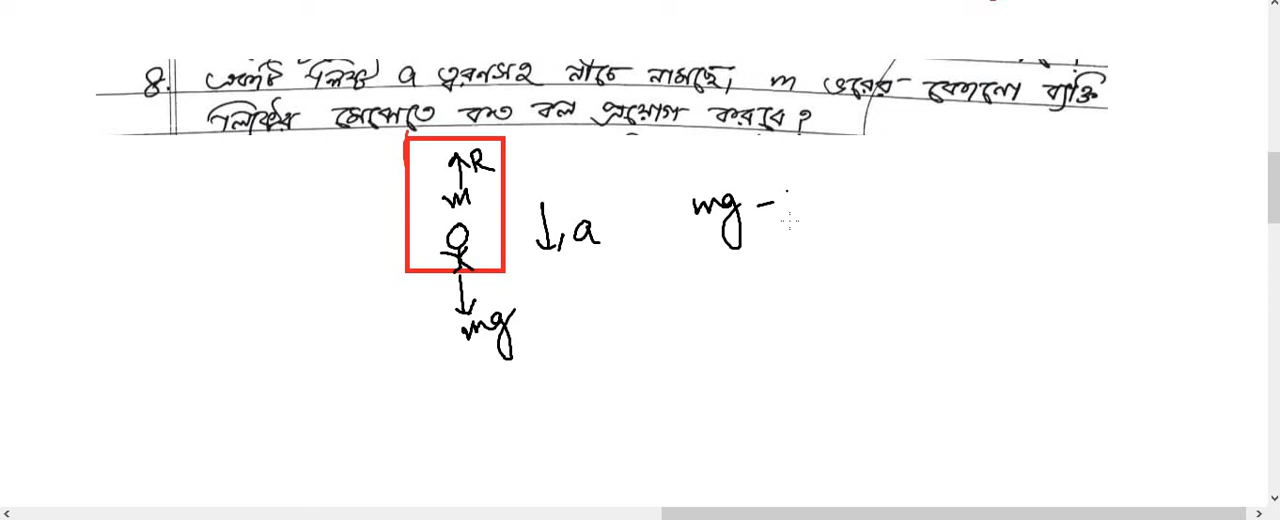 ৪. একটি লিফট a ত্বরণসহ নীচে নামছে, m ভরের কোনো ব্যক্তি
লিফটের মেঝেতে কত বল প্রয়োগ করবে?
R
m
a
mg -
mg